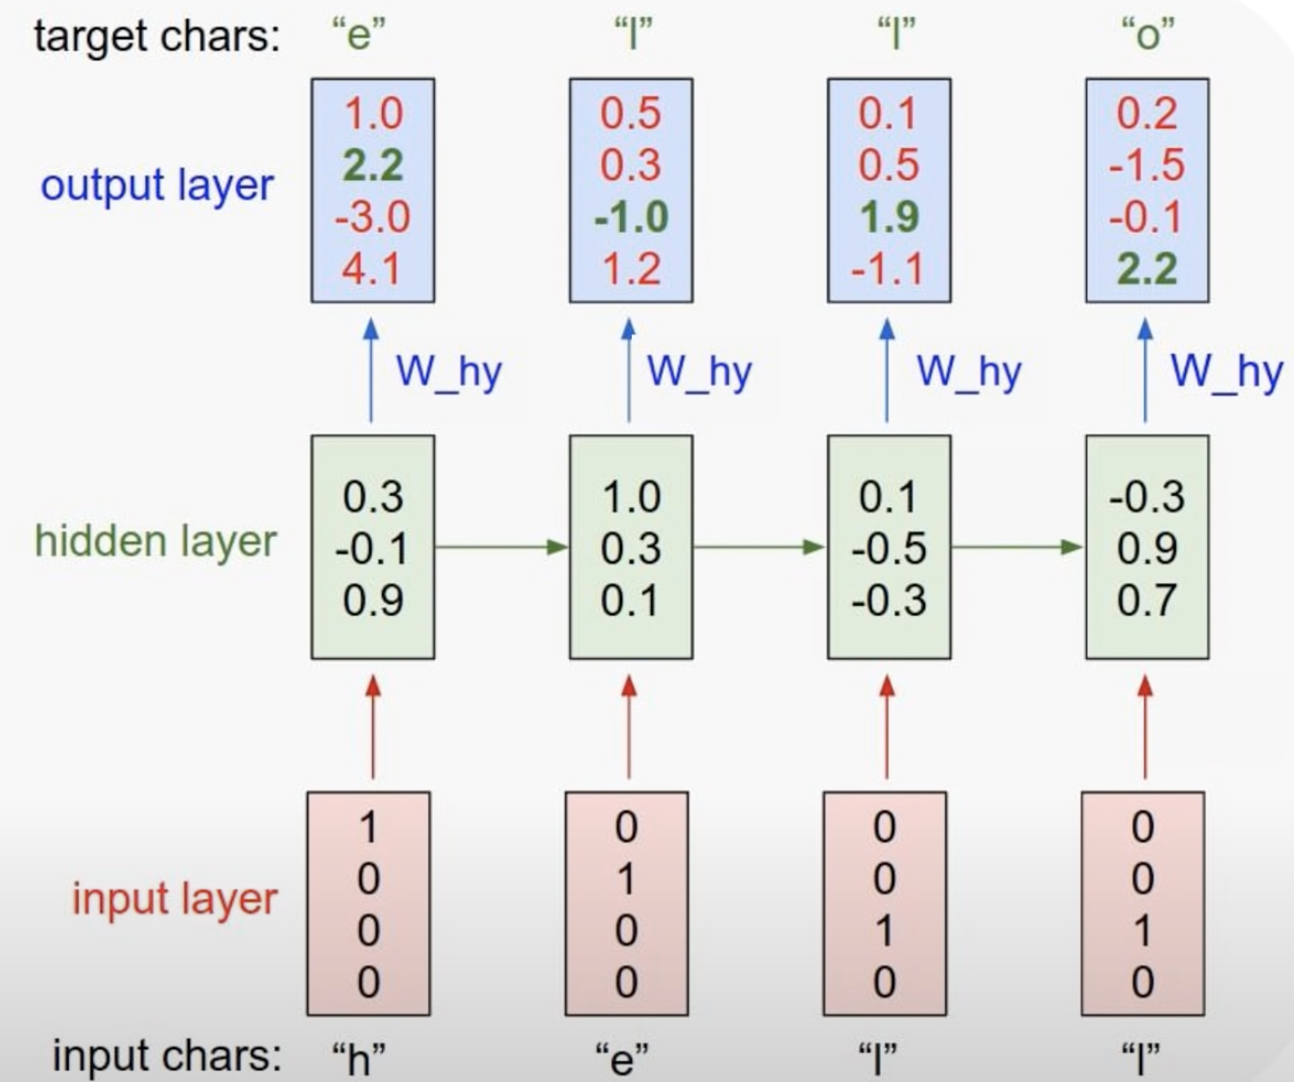 target chars: “e” “l” “l” “o”
1.0 0.5 0.1 0.2
2.2 0.3 0.5 -1.5
output layer
-3.0 -1.0 1.9 -0.1
4.1 1.2 -1.1 2.2
W_hy W_hy W_hy W_hy
0.3 1.0 0.1 -0.3
hidden layer -0.1 0.3 -0.5 0.9
0.9 0.1 -0.3 0.7
1 0 0 0
0 1 0 0
input layer
0 0 1 1
0 0 0 0
input chars: “h” “e” “l” “l”